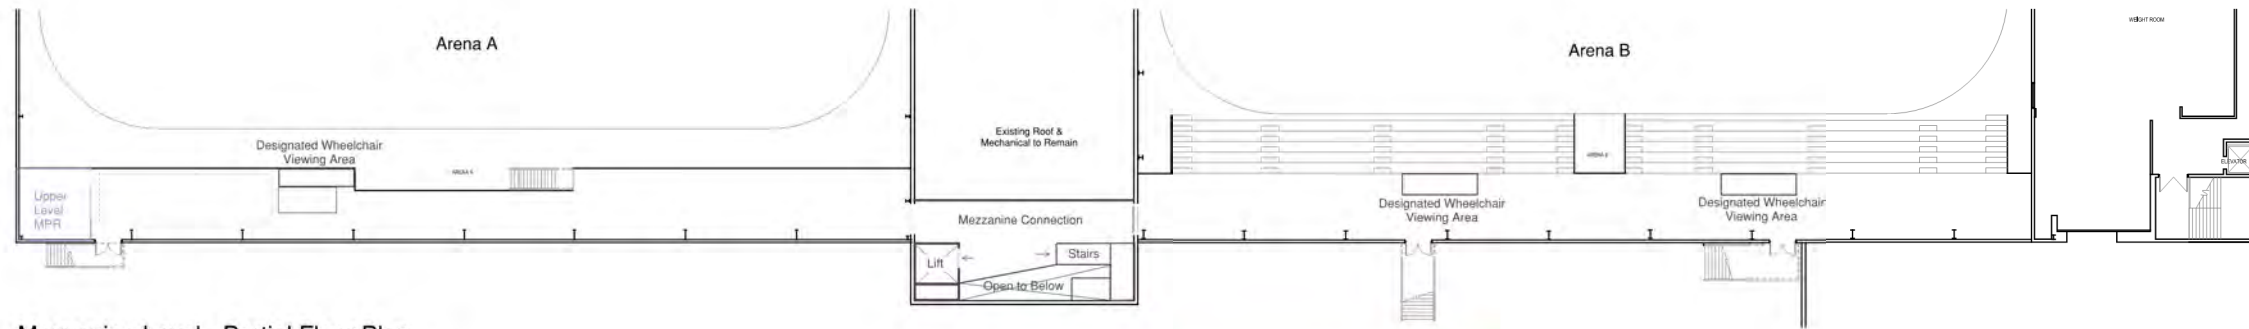 Arena A
Arena B
WEIGHT ROOM
Existing Roof &
Mechanical to Remain
Designated Wheelchair
Viewing Area
ELEVATOR
Upper
Level
MPR
Designated Wheelchair
Viewing Area
Designated Wheelchair
Viewing Area
Mezzanine Connection
Lift
Stairs
Open to Below